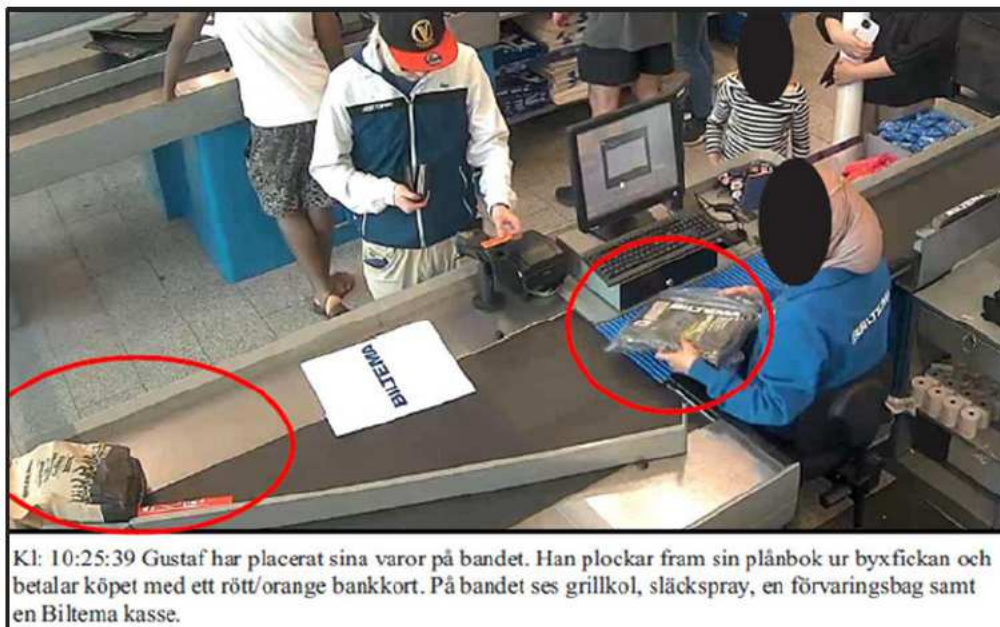 BILTEMA
BILTEMA
BILTEMA
Kl: 10:25:39 Gustaf har placerat sina varor på bandet. Han plockar fram sin plånbok ur byxfickan och
betalar köpet med ett rött/orange bankkort. På bandet ses grillkol, släckspray, en förvaringsbag samt
en Biltema kasse.